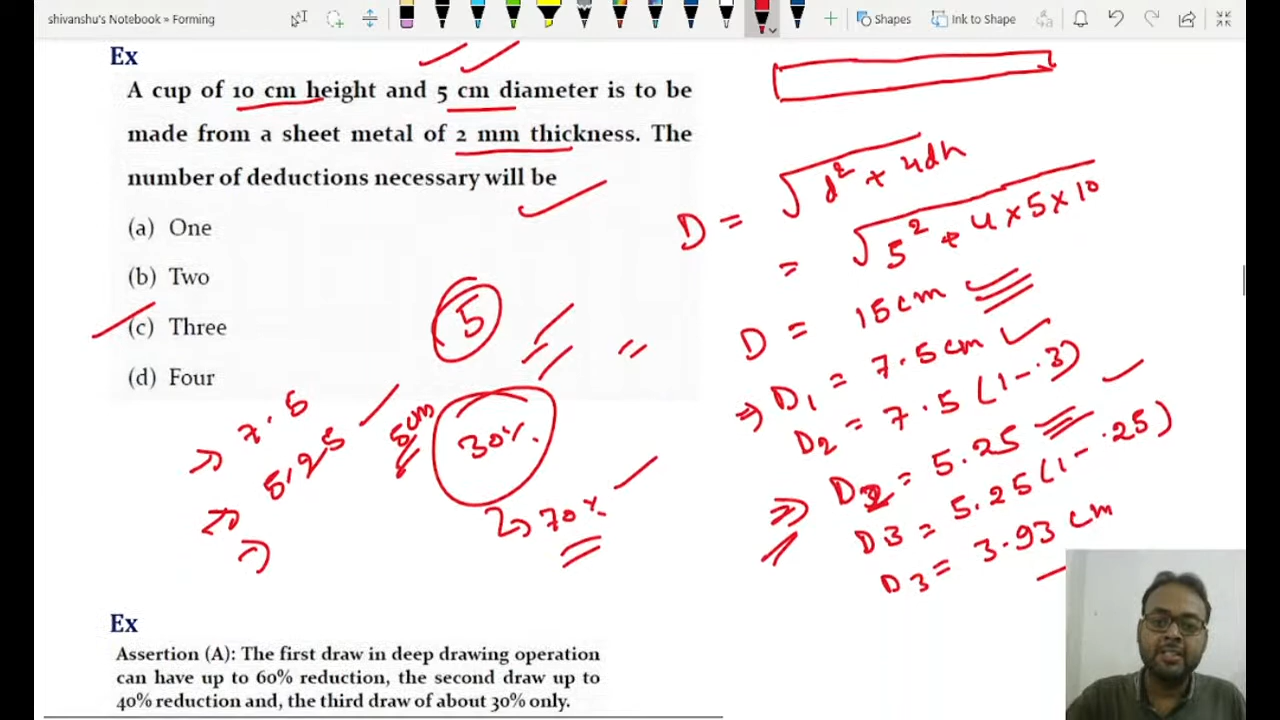 shivanshu's Notebook » Forming
Shapes
Ink to Shape
Ex
A cup of 10 cm height and 5 cm diameter is to be
made from a sheet metal of 2 mm thickness. The
number of deductions necessary will be
(a) One
(b) Two
(c) Three
(d) Four
5
30%.
5cm
→ 70%
⇒ 7.5
5.25
D = √d² + 4dh
= √5² + 4×5×10
D = 15cm
⇒ D1 = 7.5cm
D2 = 7.5(1-.3)
⇒ D2 = 5.25
D3 = 5.25(1-.25)
D3 = 3.93 cm
Ex
Assertion (A): The first draw in deep drawing operation
can have up to 60% reduction, the second draw up to
40% reduction and, the third draw of about 30% only.